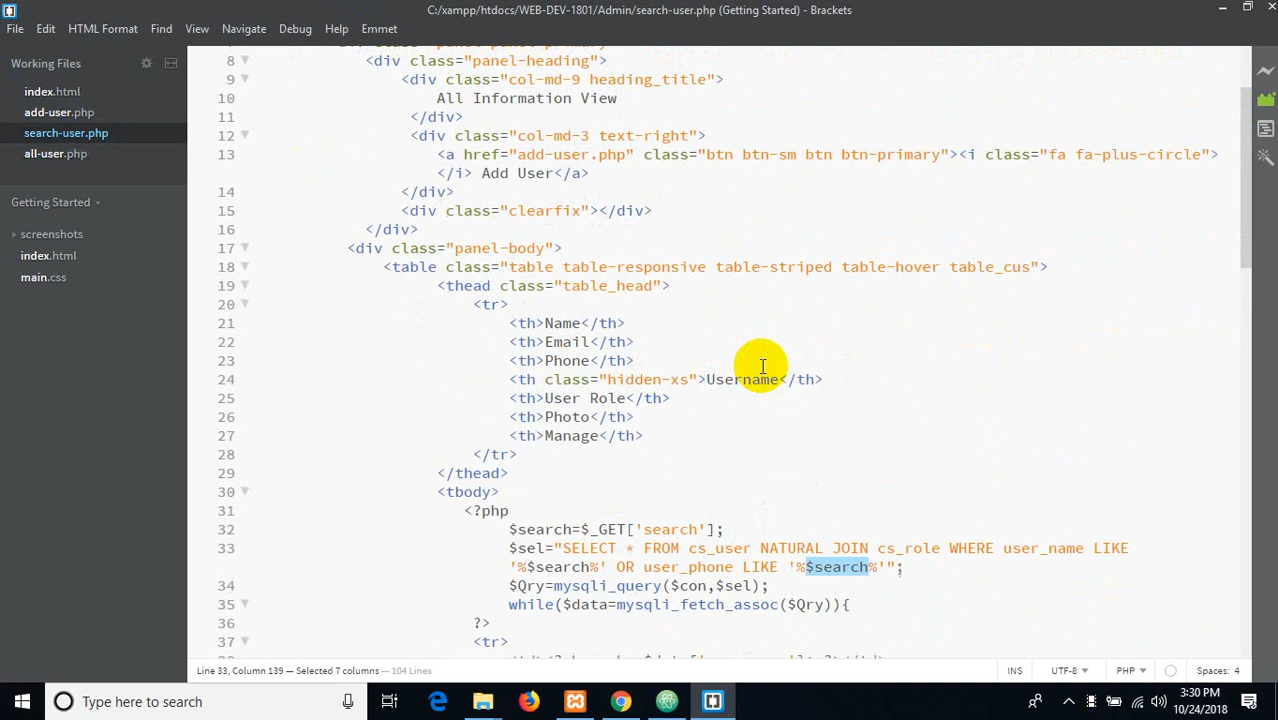 C:/xampp/htdocs/WEB-DEV-1801/Admin/search-user.php (Getting Started) - Brackets
File Edit HTML Format Find View Navigate Debug Help Emmet
Working Files
index.html
add-user.php
search-user.php
all-user.php
Getting Started
screenshots
index.html
main.css
8 <div class="panel-heading">
9 <div class="col-md-9 heading_title">
10 All Information View
11 </div>
12 <div class="col-md-3 text-right">
13 <a href="add-user.php" class="btn btn-sm btn btn-primary"><i class="fa fa-plus-circle">
</i> Add User</a>
14 </div>
15 <div class="clearfix"></div>
16 </div>
17 <div class="panel-body">
18 <table class="table table-responsive table-striped table-hover table_cus">
19 <thead class="table_head">
20 <tr>
21 <th>Name</th>
22 <th>Email</th>
23 <th>Phone</th>
24 <th class="hidden-xs">Username</th>
25 <th>User Role</th>
26 <th>Photo</th>
27 <th>Manage</th>
28 </tr>
29 </thead>
30 <tbody>
31 <?php
32 $search=$_GET['search'];
33 $sel="SELECT * FROM cs_user NATURAL JOIN cs_role WHERE user_name LIKE
'%$search%' OR user_phone LIKE '%$search%'";
34 $Qry=mysqli_query($con,$sel);
35 while($data=mysqli_fetch_assoc($Qry)){
36 ?>
37 <tr>
Line 33, Column 139 — Selected 7 columns — 104 Lines
INS UTF-8 PHP Spaces: 4
Type here to search
3:30 PM
10/24/2018